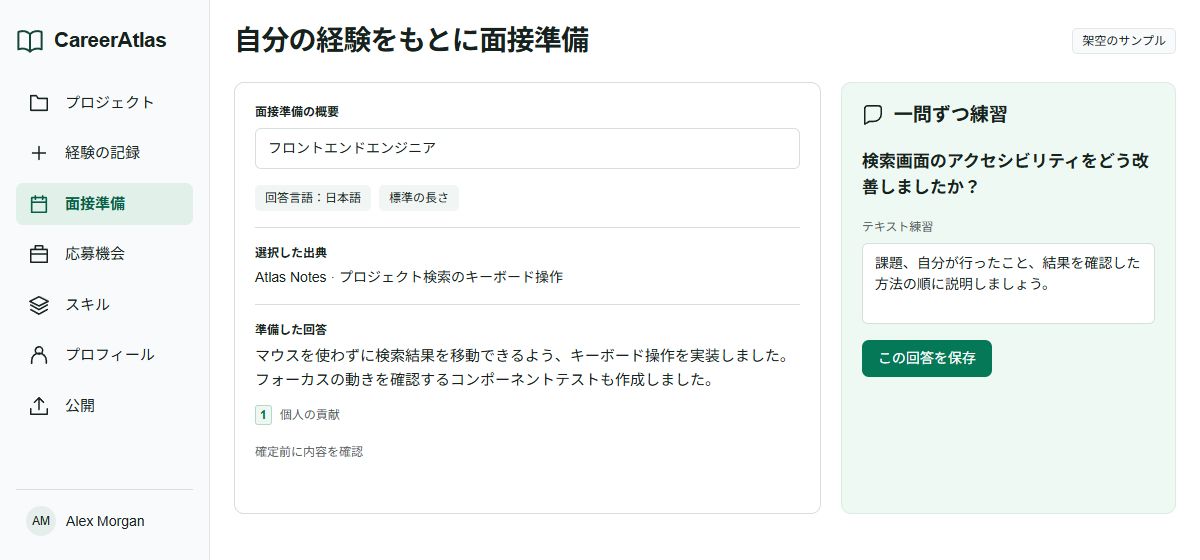 CareerAtlas
プロジェクト
経験の記録
面接準備
応募機会
スキル
プロフィール
公開
AM
Alex Morgan
自分の経験をもとに面接準備
架空のサンプル
面接準備の概要
フロントエンドエンジニア
回答言語：日本語
標準の長さ
選択した出典
Atlas Notes · プロジェクト検索のキーボード操作
準備した回答
マウスを使わずに検索結果を移動できるよう、キーボード操作を実装しました。
フォーカスの動きを確認するコンポーネントテストも作成しました。
1 個人の貢献
確定前に内容を確認
一問ずつ練習
検索画面のアクセシビリティをどう改
善しましたか？
テキスト練習
課題、自分が行ったこと、結果を確認した
方法の順に説明しましょう。
この回答を保存